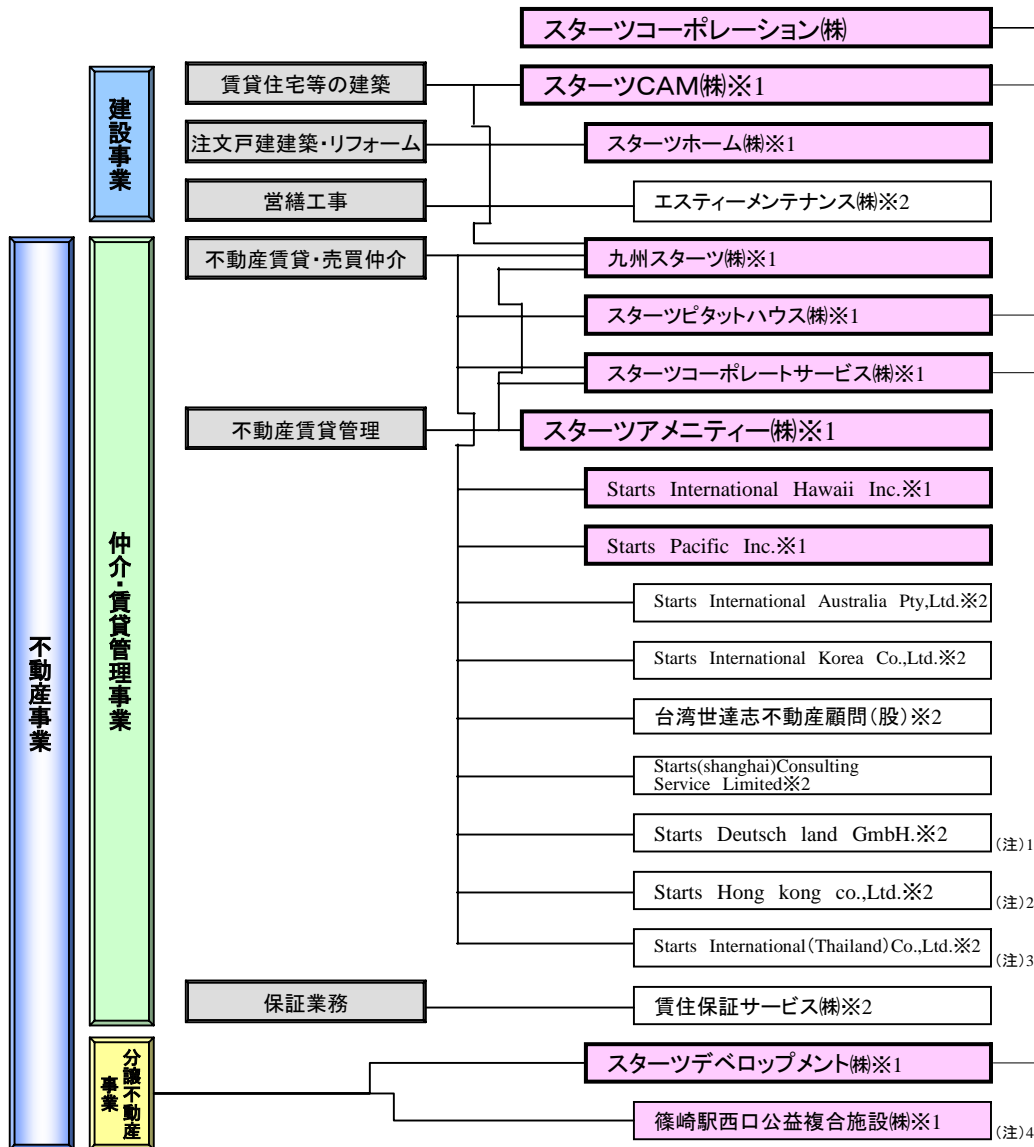 スターツコーポレーション㈱
建設事業
賃貸住宅等の建築
スターツCAM㈱※1
注文戸建建築・リフォーム
スターツホーム㈱※1
営繕工事
エスティーメンテナンス㈱※2
不動産事業
仲介・賃貸管理事業
不動産賃貸・売買仲介
九州スターツ㈱※1
スターツピタットハウス㈱※1
スターツコーポレートサービス㈱※1
不動産賃貸管理
スターツアメニティー㈱※1
Starts International Hawaii Inc.※1
Starts Pacific Inc.※1
Starts International Australia Pty,Ltd.※2
Starts International Korea Co.,Ltd.※2
台湾世達志不動産顧問(股)※2
Starts(shanghai)Consulting
Service Limited※2
Starts Deutsch land GmbH.※2
(注)1
Starts Hong kong co.,Ltd.※2
(注)2
Starts International(Thailand)Co.,Ltd.※2
(注)3
保証業務
賃住保証サービス㈱※2
分譲不動産
事業
スターツデベロップメント㈱※1
篠崎駅西口公益複合施設㈱※1
(注)4